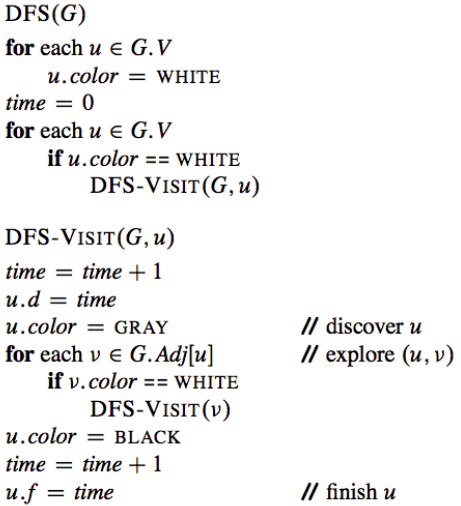 DFS(G)
for each u ∈ G.V
u.color = WHITE
time = 0
for each u ∈ G.V
if u.color == WHITE
DFS-VISIT(G, u)
DFS-VISIT(G, u)
time = time + 1
u.d = time
u.color = GRAY // discover u
for each v ∈ G.Adj[u] // explore (u, v)
if v.color == WHITE
DFS-VISIT(v)
u.color = BLACK
time = time + 1
u.f = time // finish u